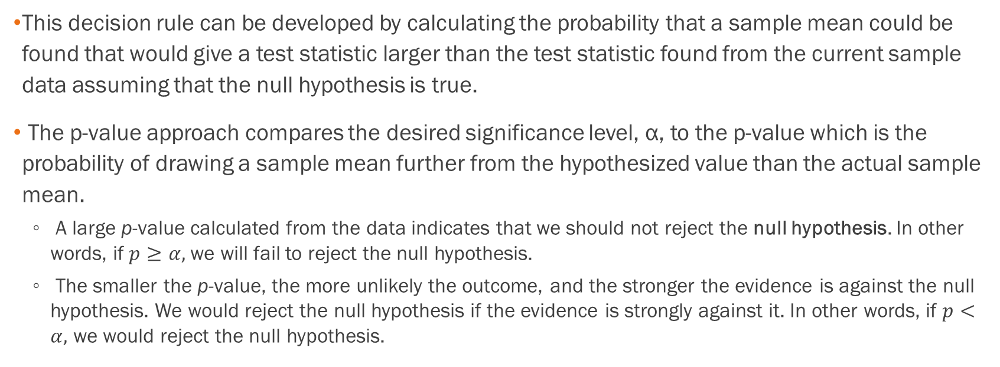 •This decision rule can be developed by calculating the probability that a sample mean could be
found that would give a test statistic larger than the test statistic found from the current sample
data assuming that the null hypothesis is true.
• The p-value approach compares the desired significance level, α, to the p-value which is the
probability of drawing a sample mean further from the hypothesized value than the actual sample
mean.
◦ A large p-value calculated from the data indicates that we should not reject the null hypothesis. In other
words, if p ≥ α, we will fail to reject the null hypothesis.
◦ The smaller the p-value, the more unlikely the outcome, and the stronger the evidence is against the null
hypothesis. We would reject the null hypothesis if the evidence is strongly against it. In other words, if p <
α, we would reject the null hypothesis.